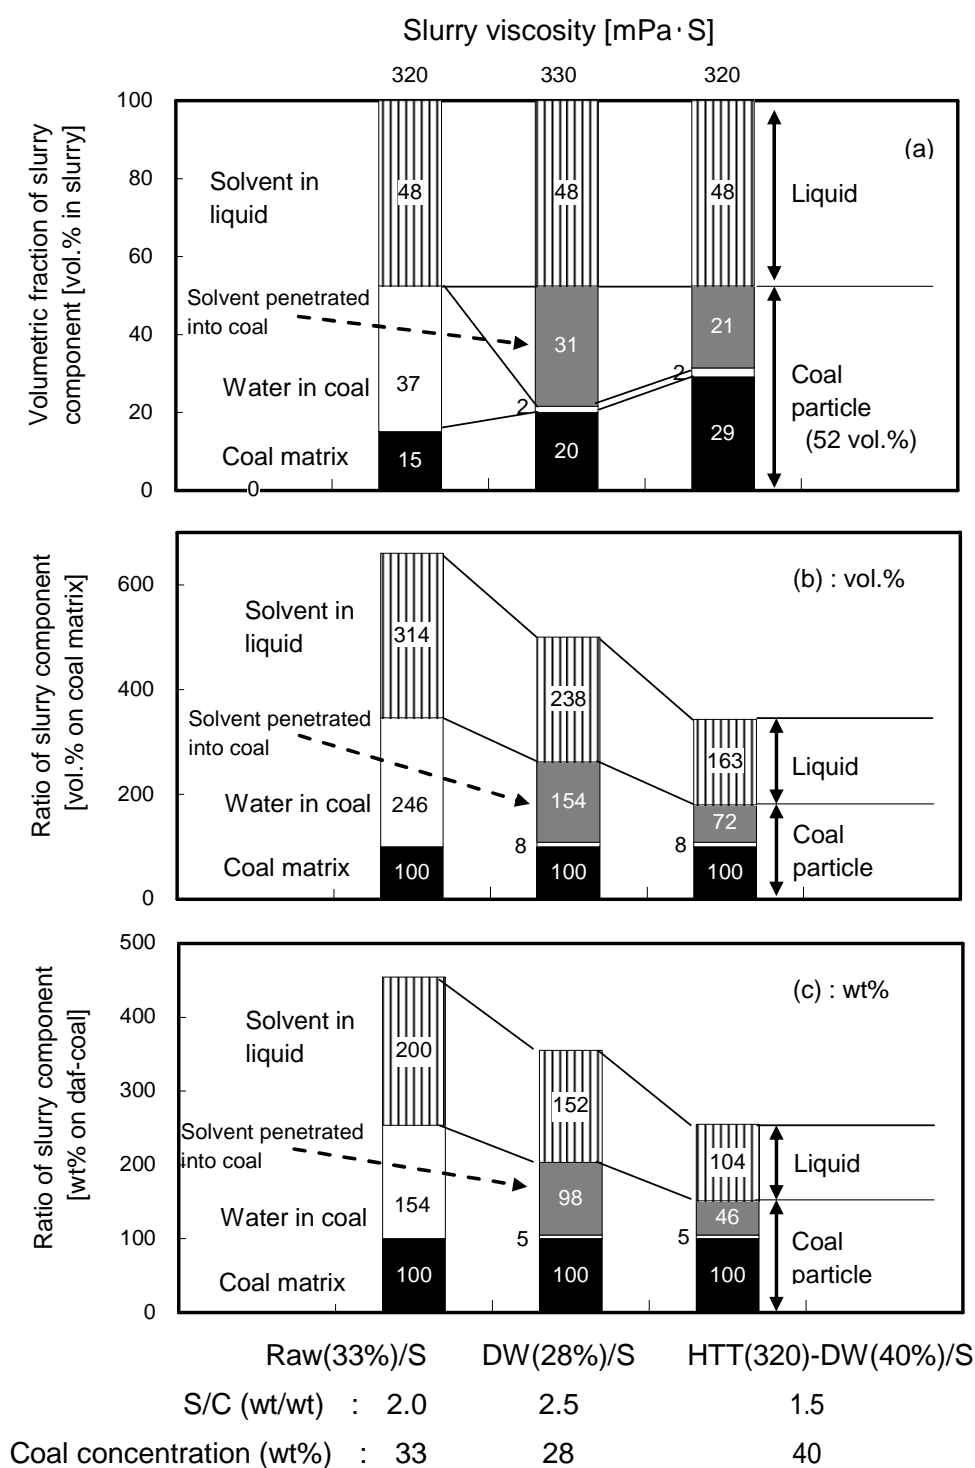 Slurry viscosity [mPa·S]
320 330 320
Volumetric fraction of slurry
component [vol.% in slurry]
100
80
60
40
20
0
0
(a)
Solvent in
liquid
Solvent penetrated
into coal
Water in coal
Coal matrix
48
37
15
48
31
2
20
48
21
2
29
Liquid
Coal
particle
(52 vol.%)
Ratio of slurry component
[vol.% on coal matrix]
600
400
200
0
(b) : vol.%
Solvent in
liquid
Solvent penetrated
into coal
Water in coal
Coal matrix
314
246
100
238
154
8
100
163
72
8
100
Liquid
Coal
particle
Ratio of slurry component
[wt% on daf-coal]
500
400
300
200
100
0
(c) : wt%
Solvent in
liquid
Solvent penetrated
into coal
Water in coal
Coal matrix
200
154
100
152
98
5
100
104
46
5
100
Liquid
Coal
particle
Raw(33%)/S DW(28%)/S HTT(320)-DW(40%)/S
S/C (wt/wt) : 2.0 2.5 1.5
Coal concentration (wt%) : 33 28 40